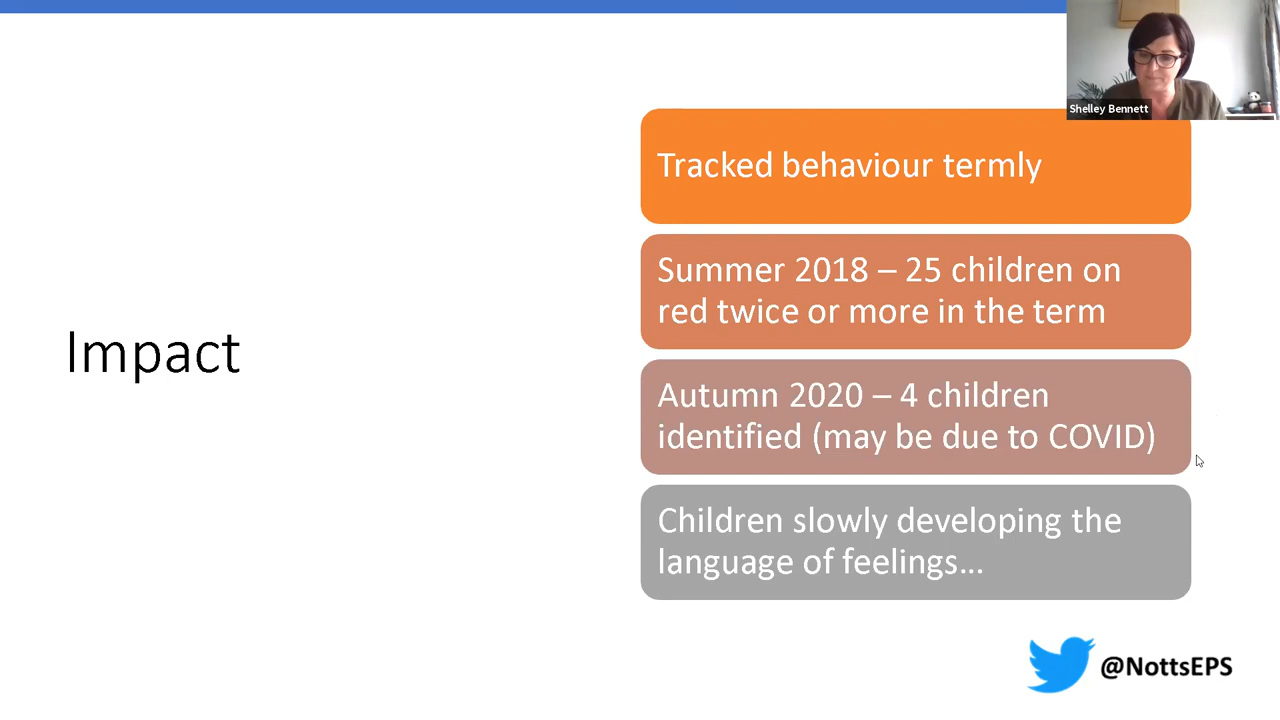 Shelley Bennett
Impact
Tracked behaviour termly
Summer 2018 – 25 children on
red twice or more in the term
Autumn 2020 – 4 children
identified (may be due to COVID)
Children slowly developing the
language of feelings...
@NottsEPS